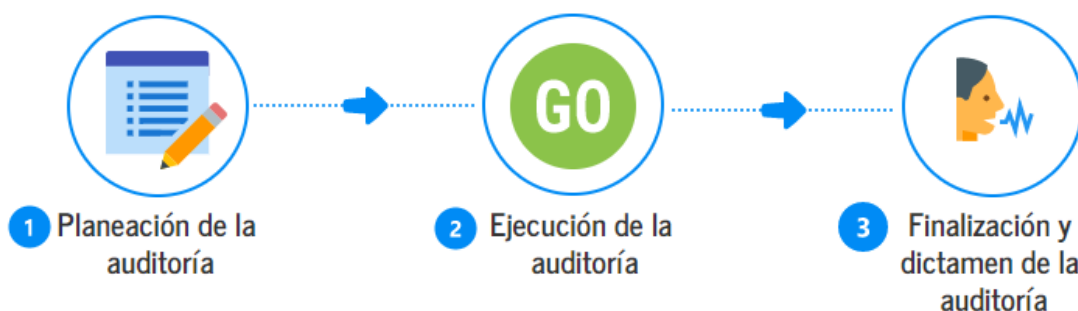 GO
1 Planeación de la
auditoría
2 Ejecución de la
auditoría
3 Finalización y
dictamen de la
auditoría